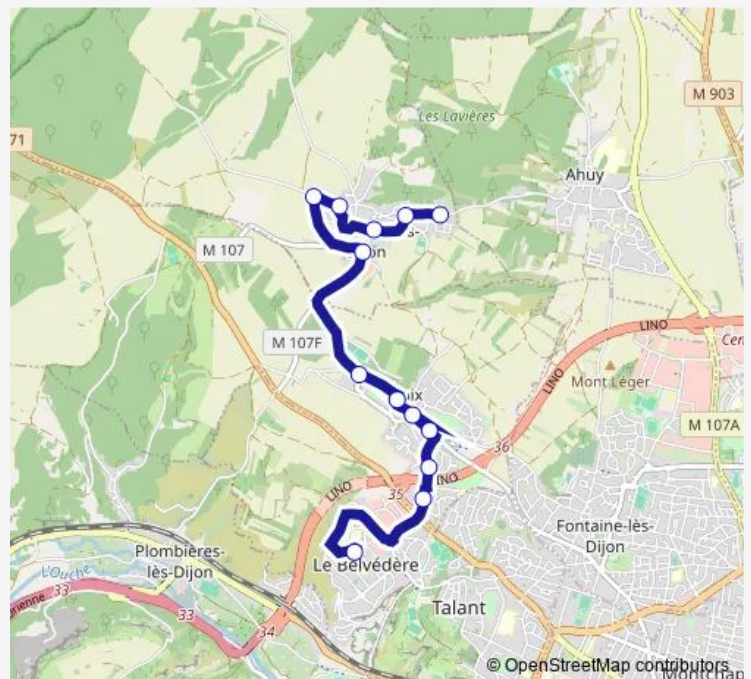 M 903
Les Lavières
71
Ahuy
M 107
M 107F
LINO
Mont Léger
LINO
M 107A
36
LINO
35
Fontaine-lès-
Dijon
Plombières-
lès-Dijon
Le Belvédère
L'Ouche
33
33
34
Talant
© OpenStreetMap contributors